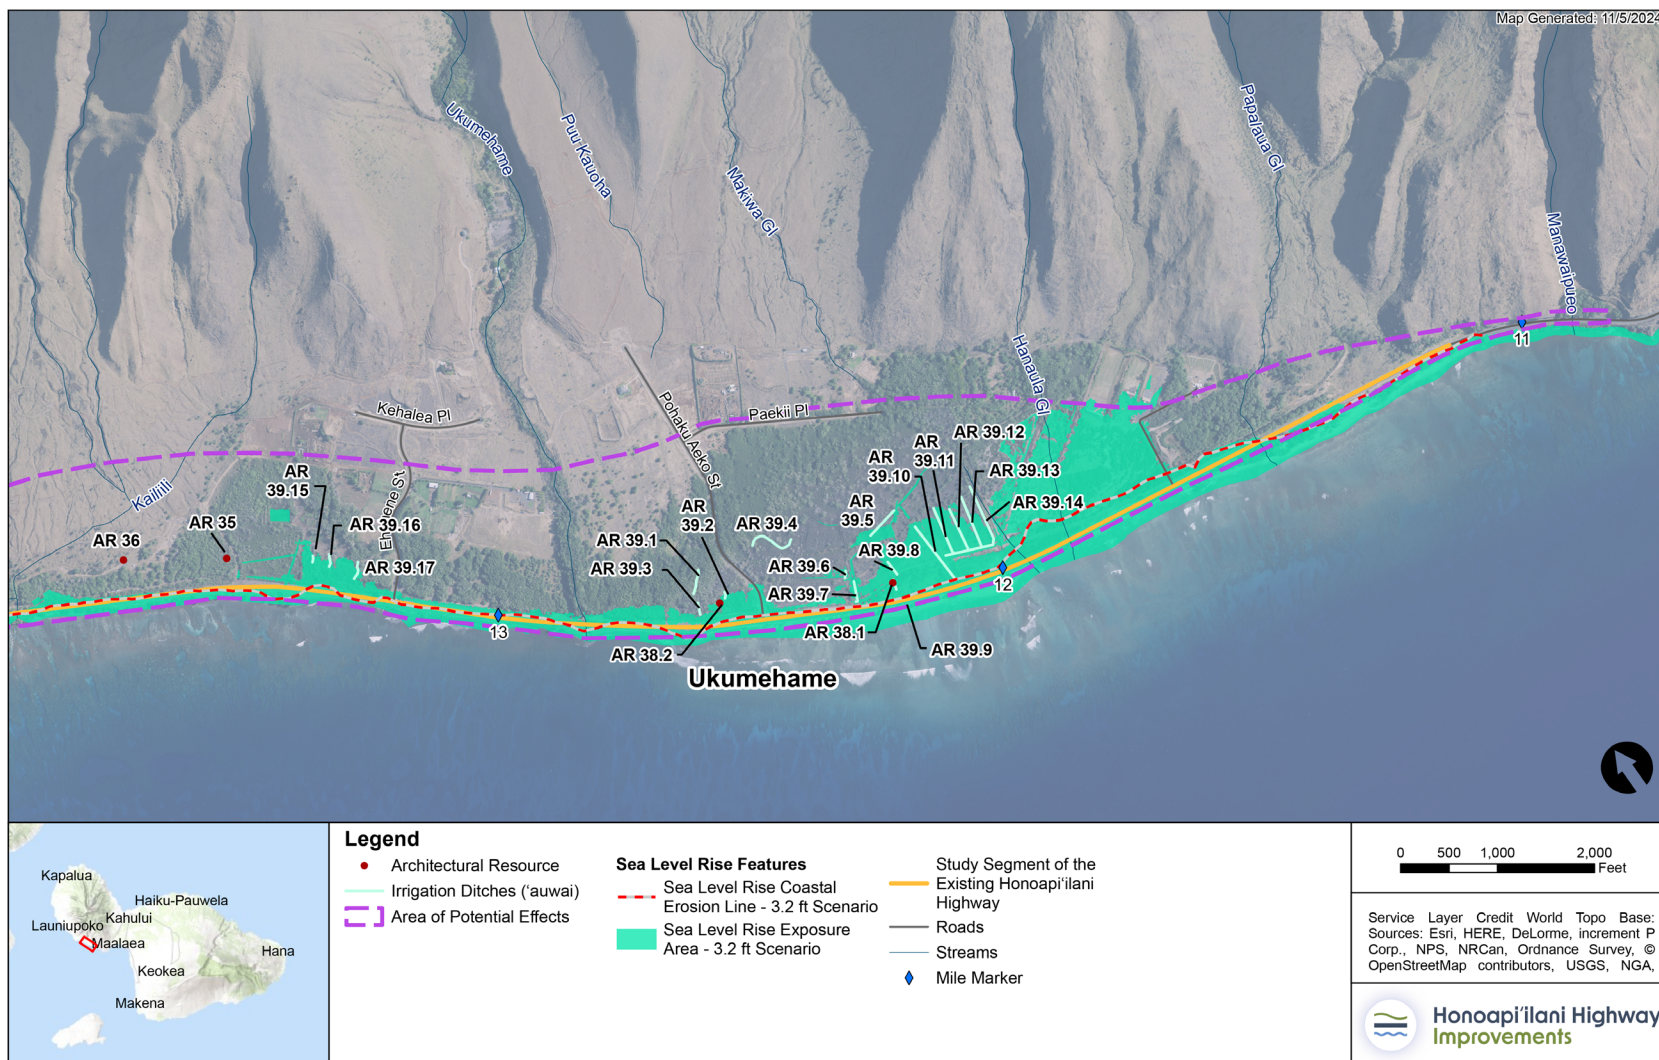 Map Generated: 11/5/2024
Ukumehame
Puu Kauoha
Makiwa Gl
Papalaua Gl
Manawaipueo
Hanaula Gl
11
Kehalea Pl
Pohaku Aeko St
Paekii Pl
Kailiili
AR 36
AR 35
AR
39.15
AR 39.16
AR 39.17
AR 39.1
AR 39.3
AR
39.2
AR 39.4
AR
39.5
AR
39.10
AR
39.11
AR 39.12
AR 39.13
AR 39.14
AR 39.6
AR 39.7
AR 39.8
12
13
AR 38.1
AR 38.2
AR 39.9
Ukumehame
Kapalua
Haiku-Pauwela
Kahului
Launiupoko
Maalaea
Hana
Keokea
Makena
Legend
Architectural Resource
Irrigation Ditches (‘auwai)
Area of Potential Effects
Sea Level Rise Features
Sea Level Rise Coastal
Erosion Line - 3.2 ft Scenario
Sea Level Rise Exposure
Area - 3.2 ft Scenario
Study Segment of the
Existing Honoapi‘ilani
Highway
Roads
Streams
Mile Marker
0 500 1,000 2,000
Feet
Service Layer Credit World Topo Base:
Sources: Esri, HERE, DeLorme, increment P
Corp., NPS, NRCan, Ordnance Survey, ©
OpenStreetMap contributors, USGS, NGA,
Honoapi‘ilani Highway
Improvements